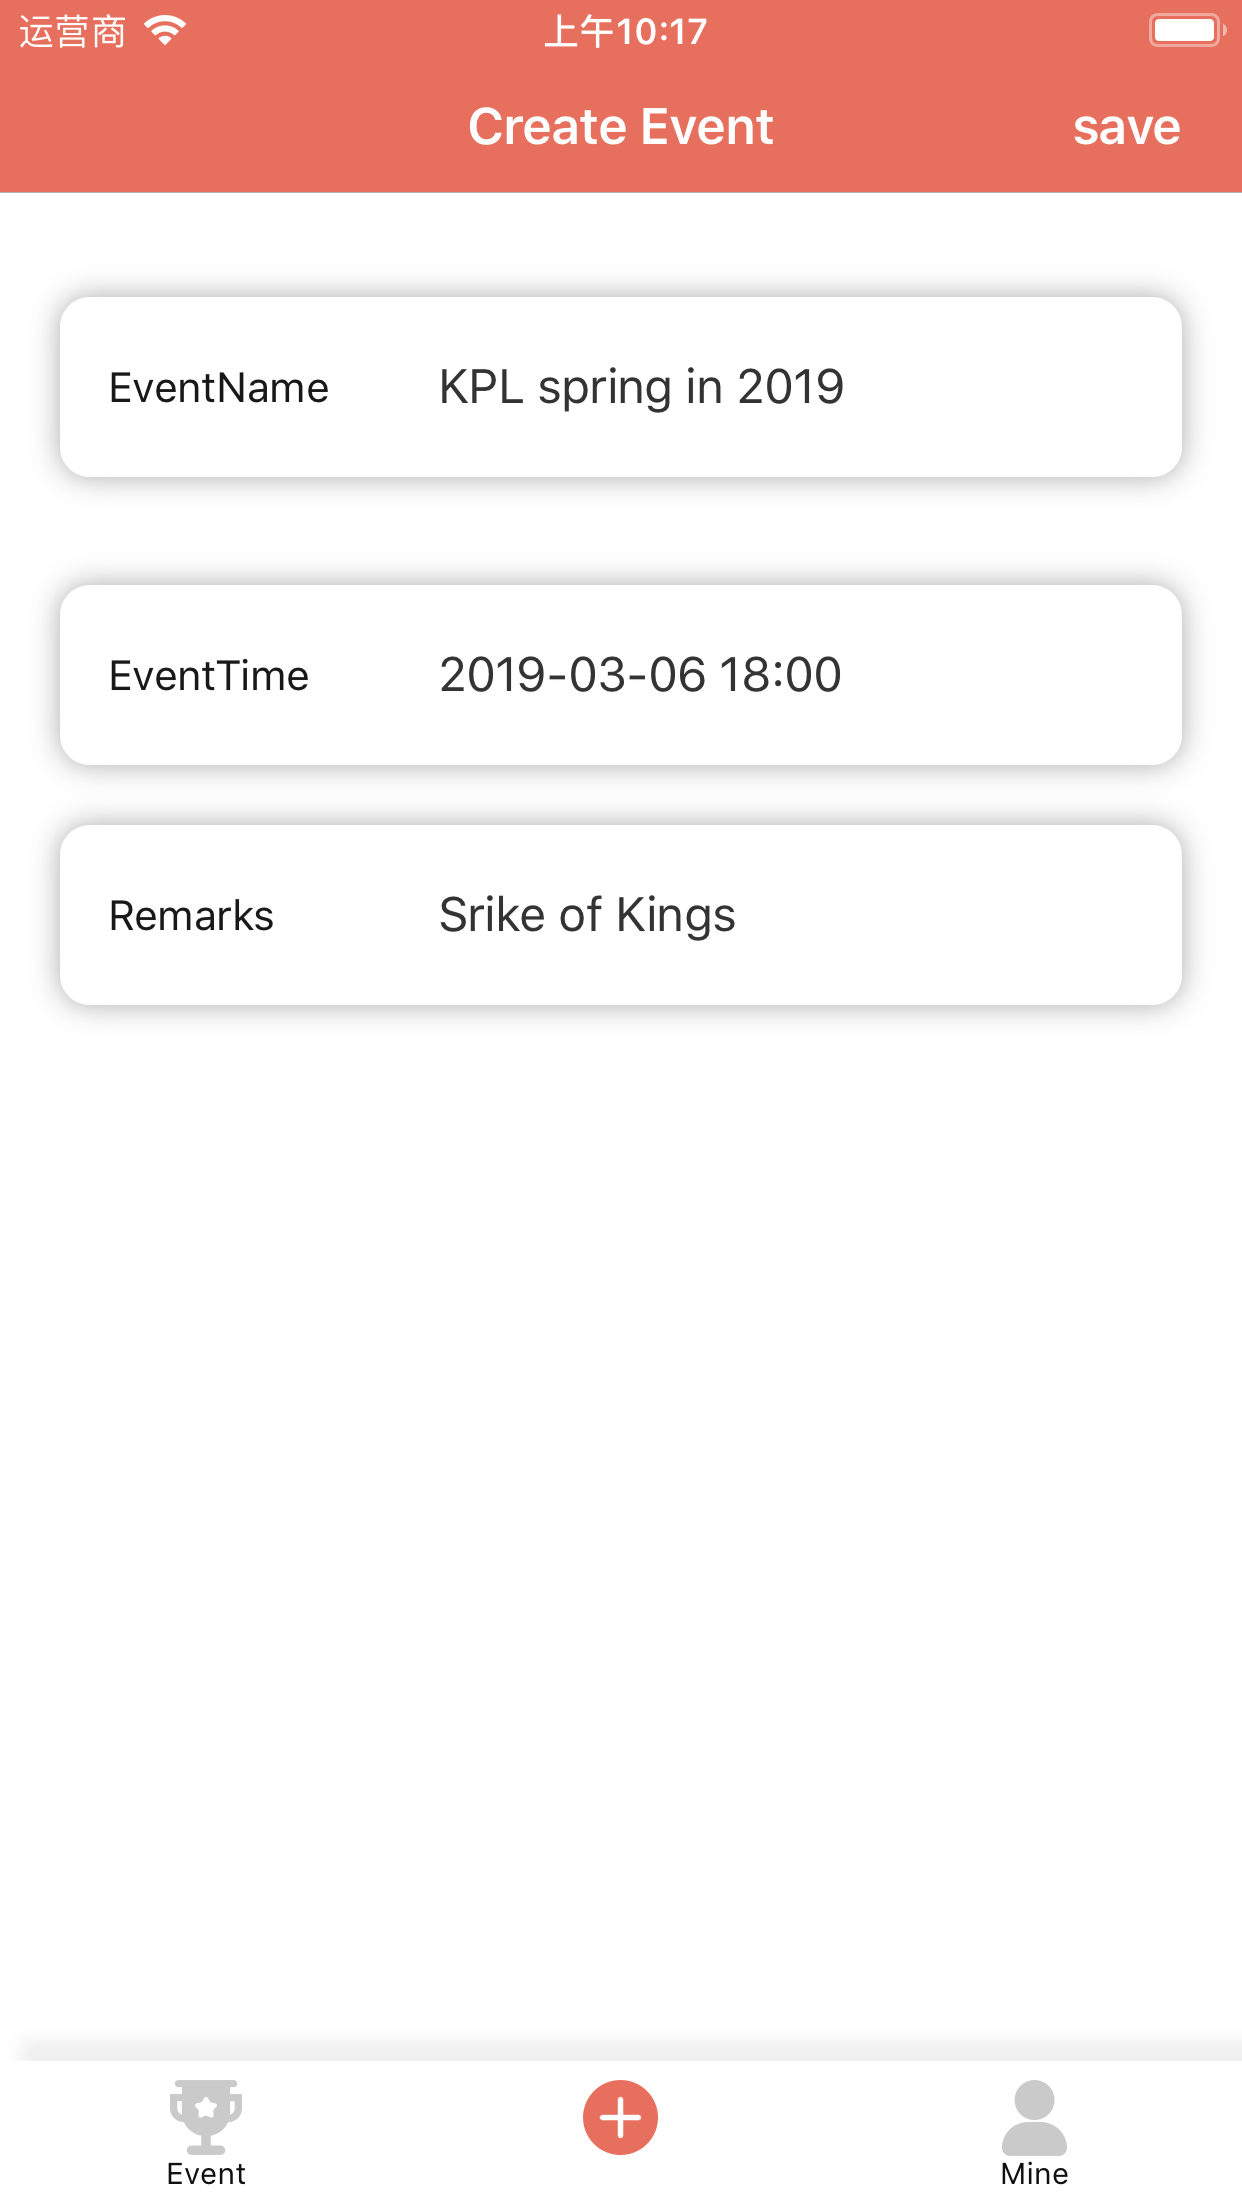 运营商 上午10:17
Create Event save
EventName KPL spring in 2019
EventTime 2019-03-06 18:00
Remarks Srike of Kings
Event Mine